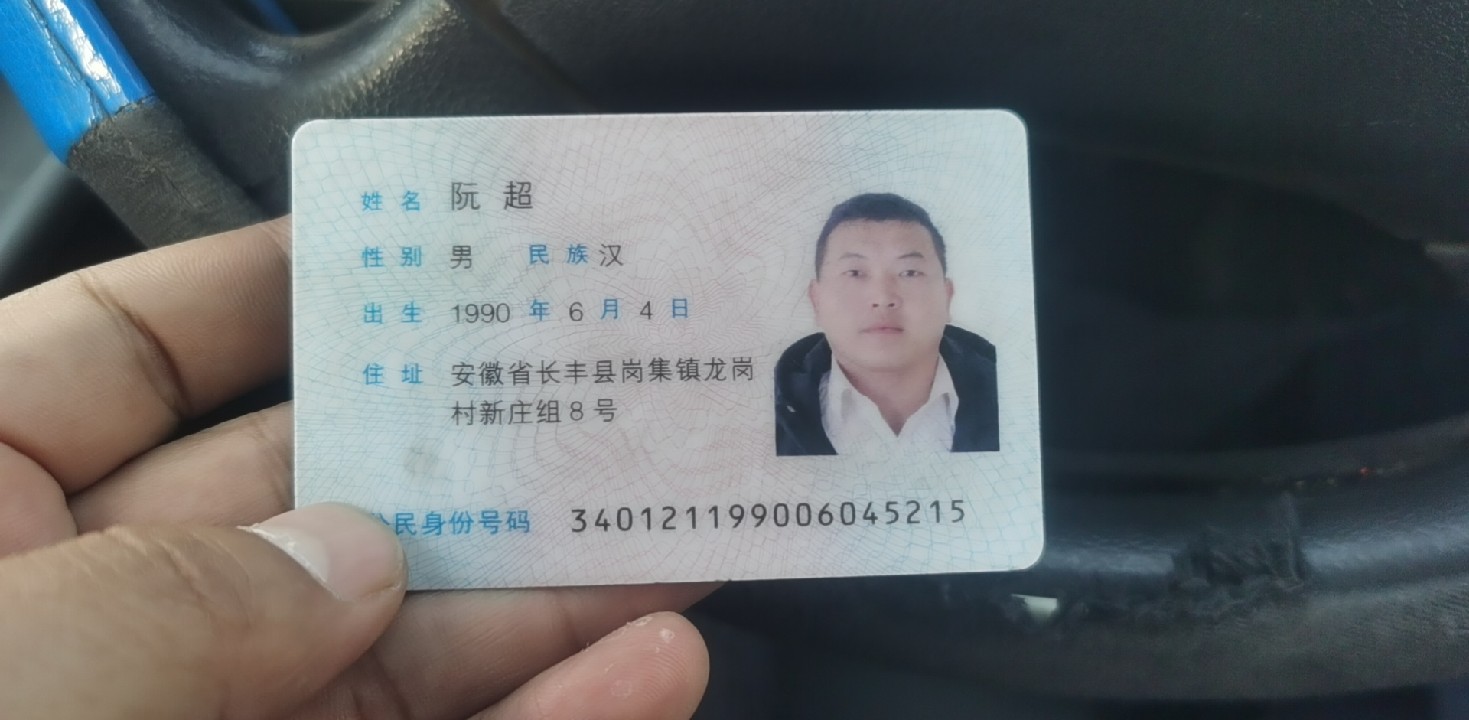 姓名 阮超
性别 男 民族 汉
出生 1990 年 6 月 4 日
住址 安徽省长丰县岗集镇龙岗
村新庄组8号
公民身份号码 340121199006045215